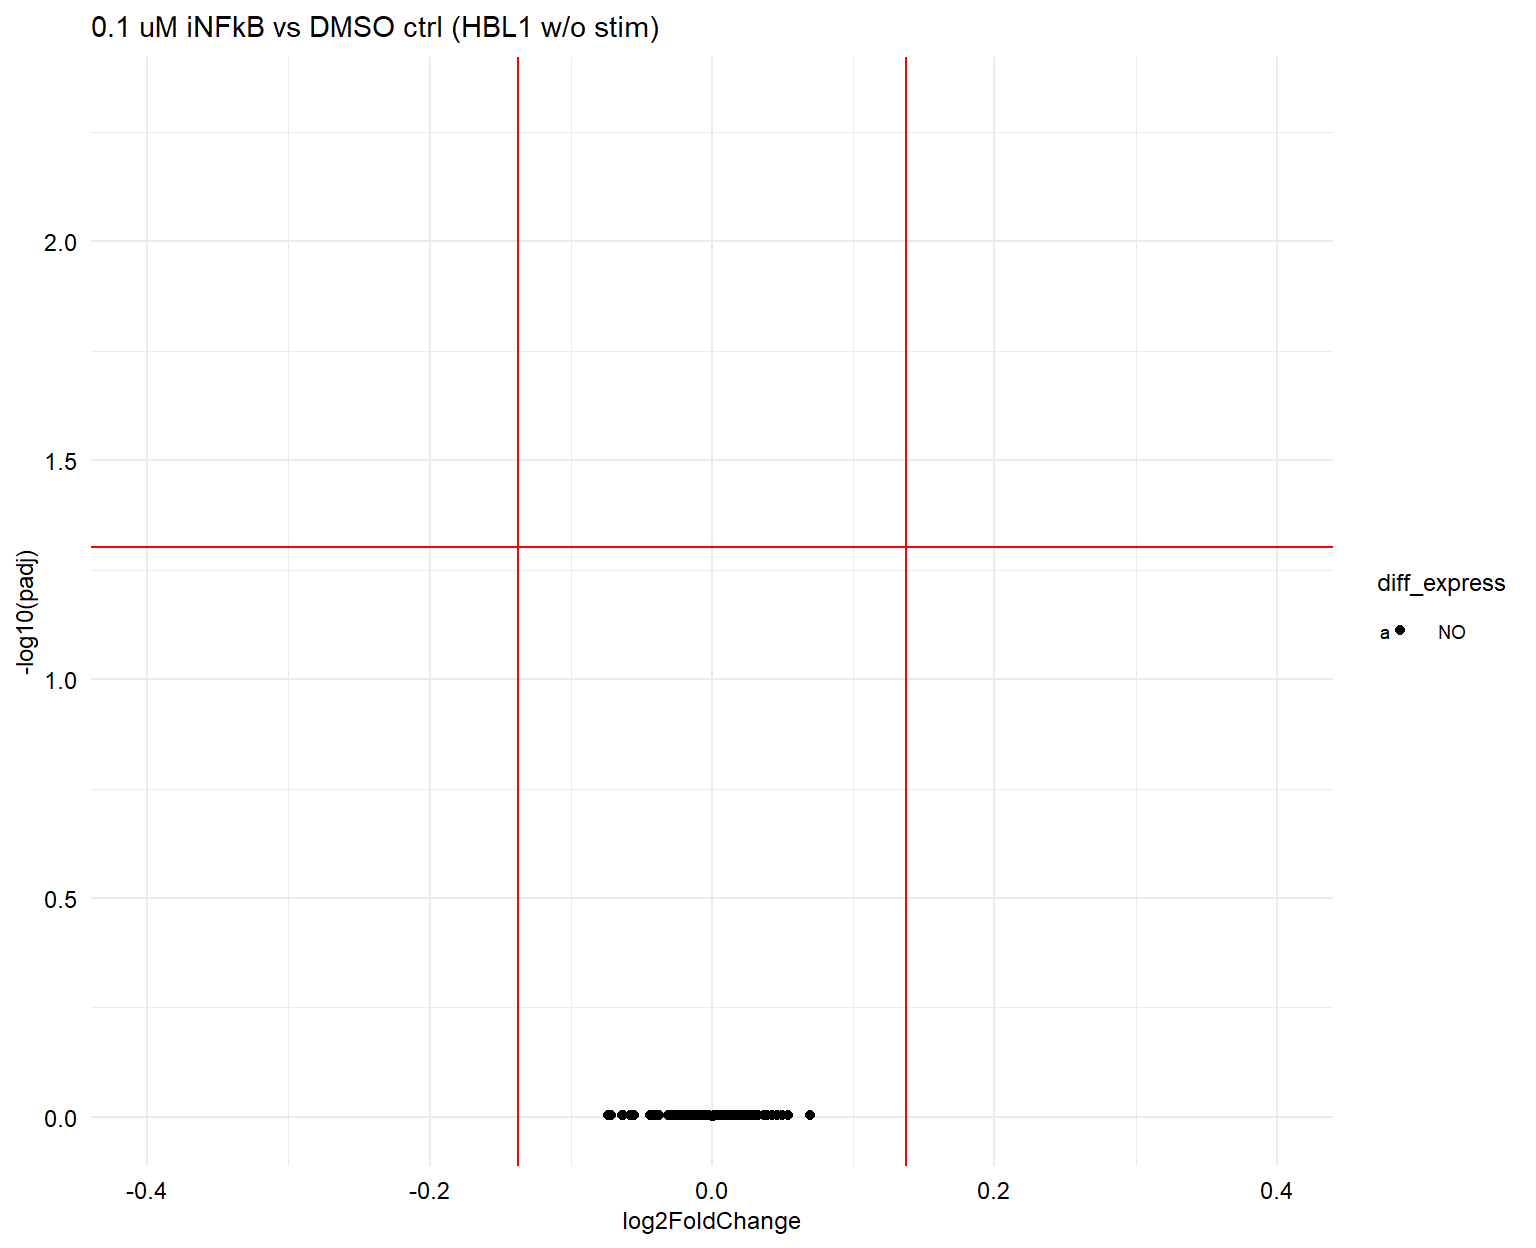 0.1 uM iNFkB vs DMSO ctrl (HBL1 w/o stim)
2.0
1.5
1.0
0.5
0.0
-log10(padj)
-0.4
-0.2
0.0
0.2
0.4
log2FoldChange
diff_express
a NO